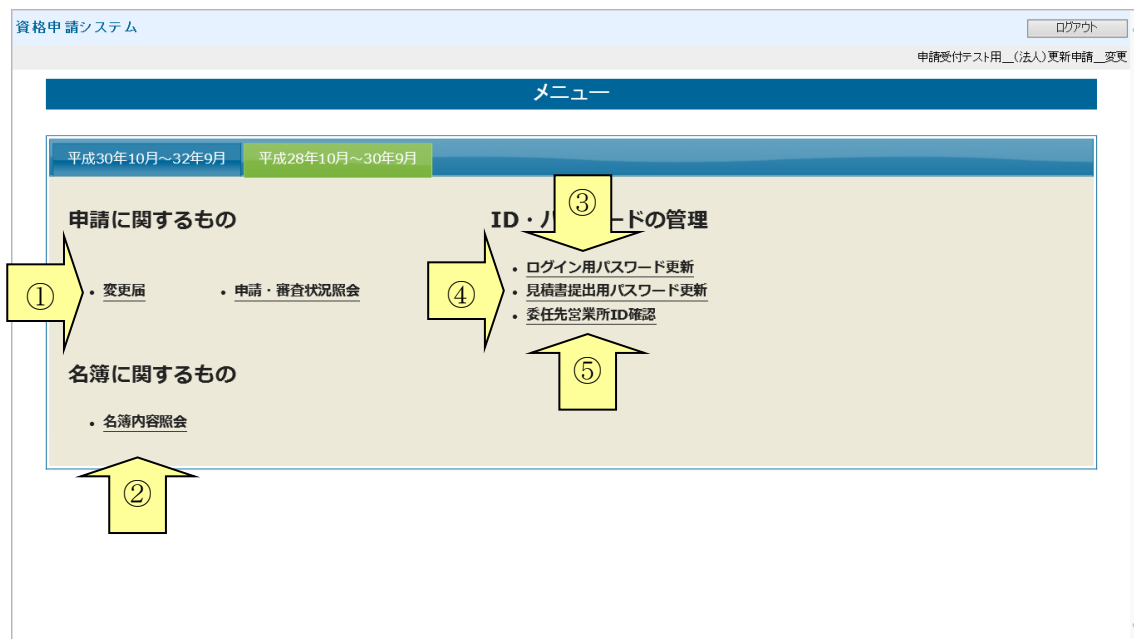 資格申請システム
ログアウト
申請受付テスト用__(法人)更新申請__変更
メニュー
平成30年10月～32年9月
平成28年10月～30年9月
申請に関するもの
①
・変更届
・申請・審査状況照会
名簿に関するもの
・名簿内容照会
②
③
ID・パ ードの管理
④
・ログイン用パスワード更新
・見積書提出用パスワード更新
・委任先営業所ID確認
⑤